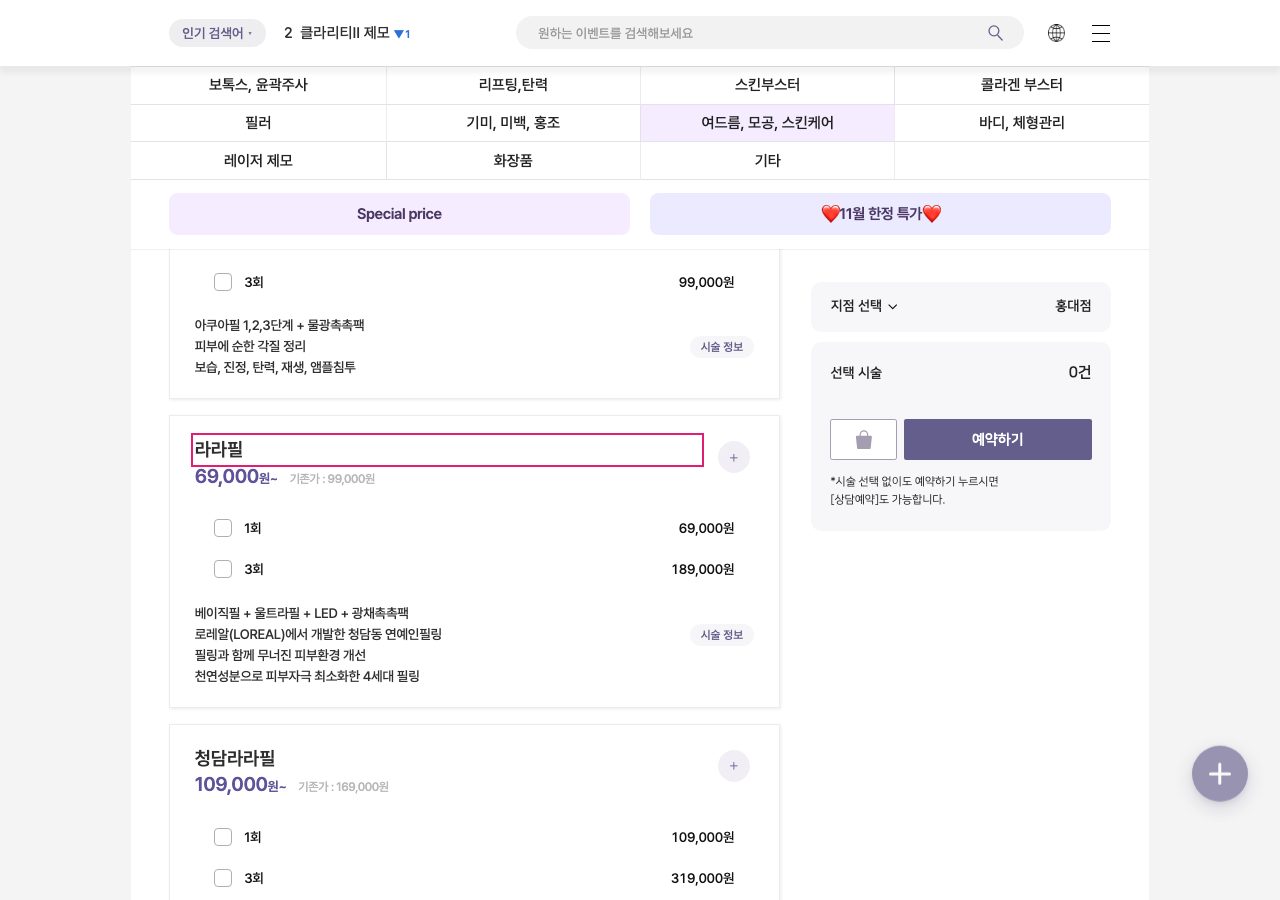 인기 검색어
2 클라리티II 제모 ▼1
원하는 이벤트를 검색해보세요
보톡스, 윤곽주사
리프팅,탄력
스킨부스터
콜라겐 부스터
필러
기미, 미백, 홍조
여드름, 모공, 스킨케어
바디, 체형관리
레이저 제모
화장품
기타
Special price
❤️11월 한정 특가❤️
3회 99,000원
아쿠아필 1,2,3단계 + 물광촉촉팩
피부에 순한 각질 정리
보습, 진정, 탄력, 재생, 앰플침투
시술 정보
라라필
69,000원~ 기존가 : 99,000원
1회 69,000원
3회 189,000원
베이직필 + 울트라필 + LED + 광채촉촉팩
로레알(LOREAL)에서 개발한 청담동 연예인필링
필링과 함께 무너진 피부환경 개선
천연성분으로 피부자극 최소화한 4세대 필링
시술 정보
청담라라필
109,000원~ 기존가 : 169,000원
1회 109,000원
3회 319,000원
지점 선택 홍대점
선택 시술 0건
예약하기
*시술 선택 없이도 예약하기 누르시면
[상담예약]도 가능합니다.